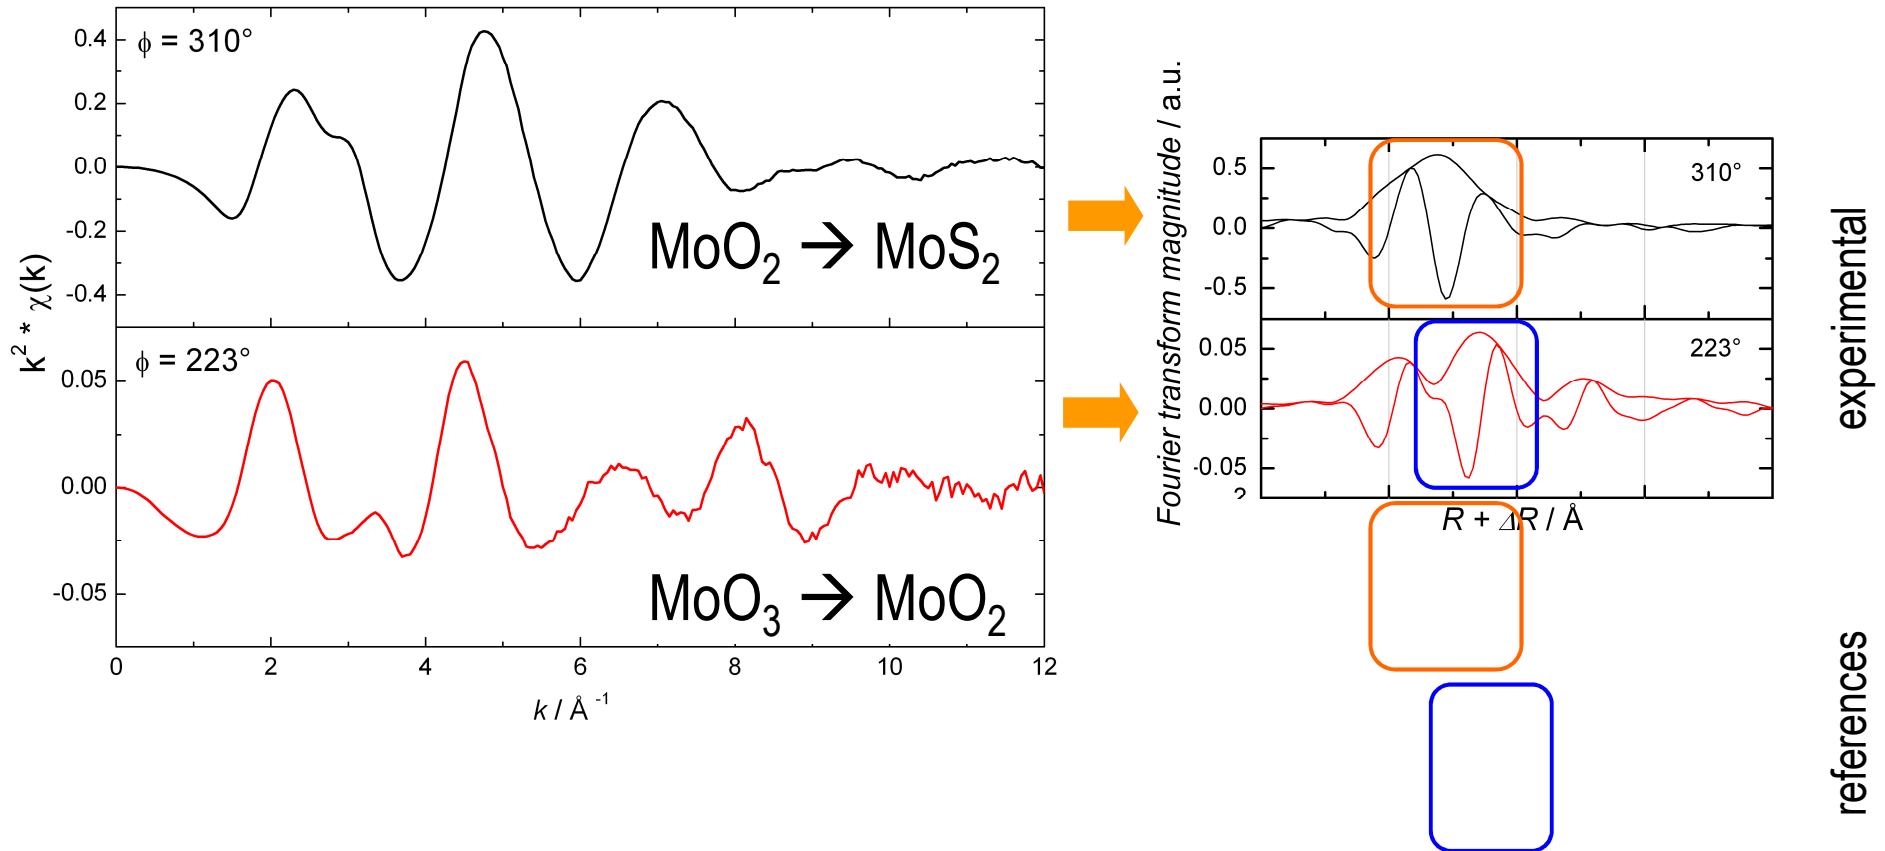 ϕ = 310°
0.4
0.2
0.0
-0.2
-0.4
MoO₂ → MoS₂
k² * χ(k)
ϕ = 223°
0.05
0.00
-0.05
MoO₃ → MoO₂
0 2 4 6 8 10 12
k / Å⁻¹
Fourier transform magnitude / a.u.
310°
0.5
0.0
-0.5
223°
0.05
0.00
-0.05
R + ΔR / Å
experimental
references